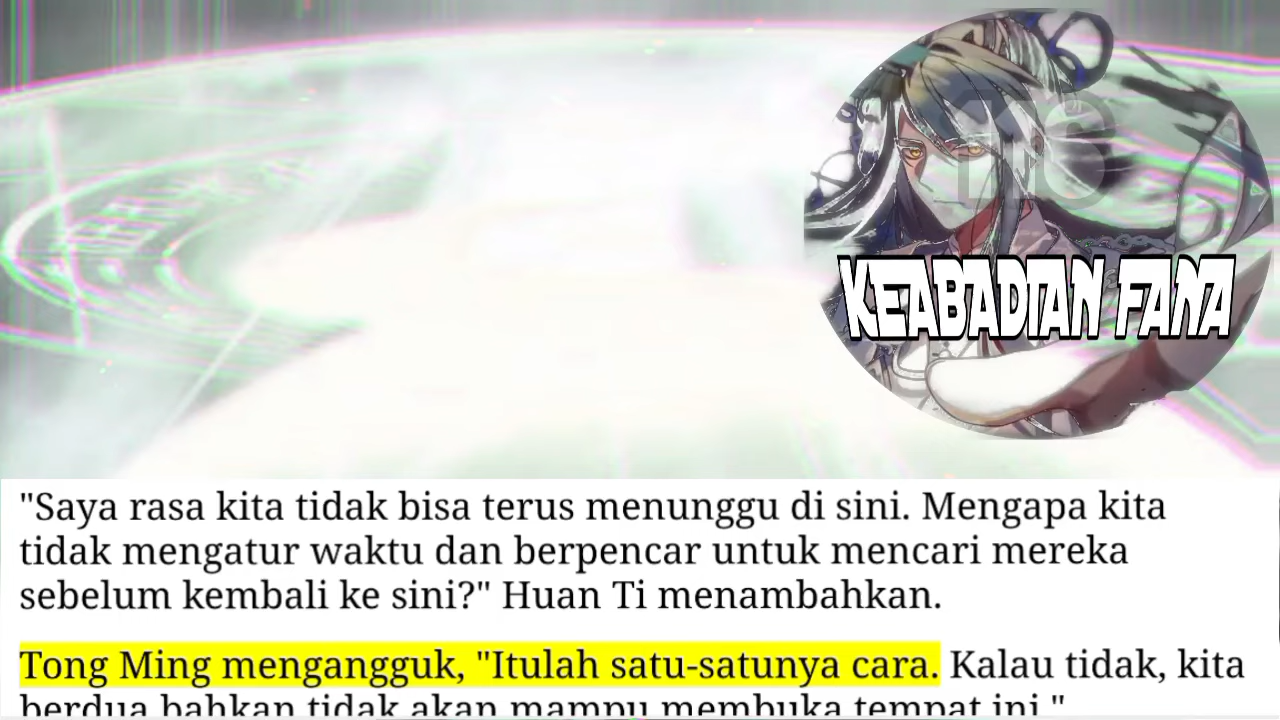 KEABADIAN FANA
"Saya rasa kita tidak bisa terus menunggu di sini. Mengapa kita
tidak mengatur waktu dan berpencar untuk mencari mereka
sebelum kembali ke sini?" Huan Ti menambahkan.
Tong Ming mengangguk, "Itulah satu-satunya cara. Kalau tidak, kita
berdua bahkan tidak akan mampu membuka tempat ini."